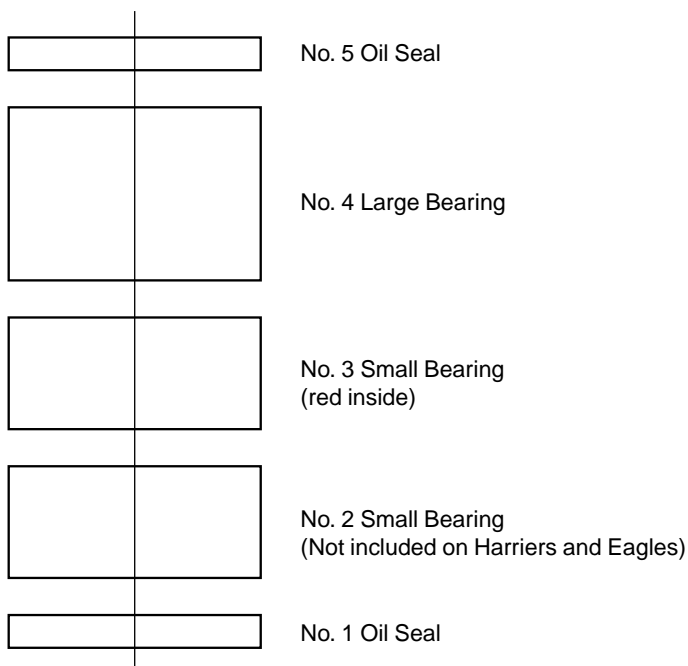 No. 5 Oil Seal
No. 4 Large Bearing
No. 3 Small Bearing
(red inside)
No. 2 Small Bearing
(Not included on Harriers and Eagles)
No. 1 Oil Seal